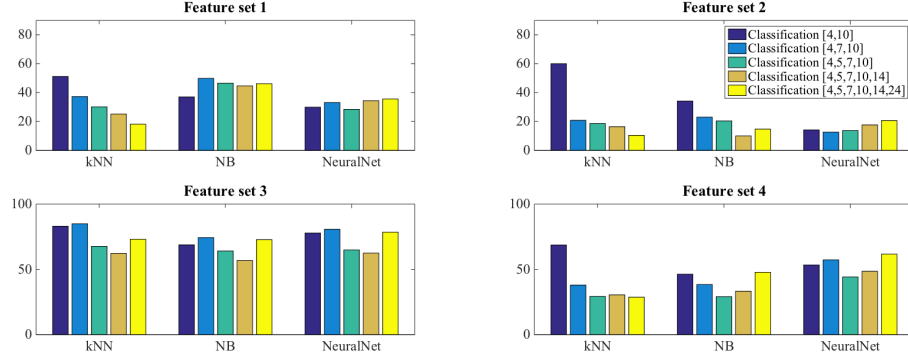 Feature set 1
80
60
40
20
0
kNN
NB
NeuralNet
Feature set 2
80
60
40
20
0
kNN
NB
NeuralNet
Classification [4,10]
Classification [4,7,10]
Classification [4,5,7,10]
Classification [4,5,7,10,14]
Classification [4,5,7,10,14,24]
Feature set 3
100
50
0
kNN
NB
NeuralNet
Feature set 4
100
50
0
kNN
NB
NeuralNet